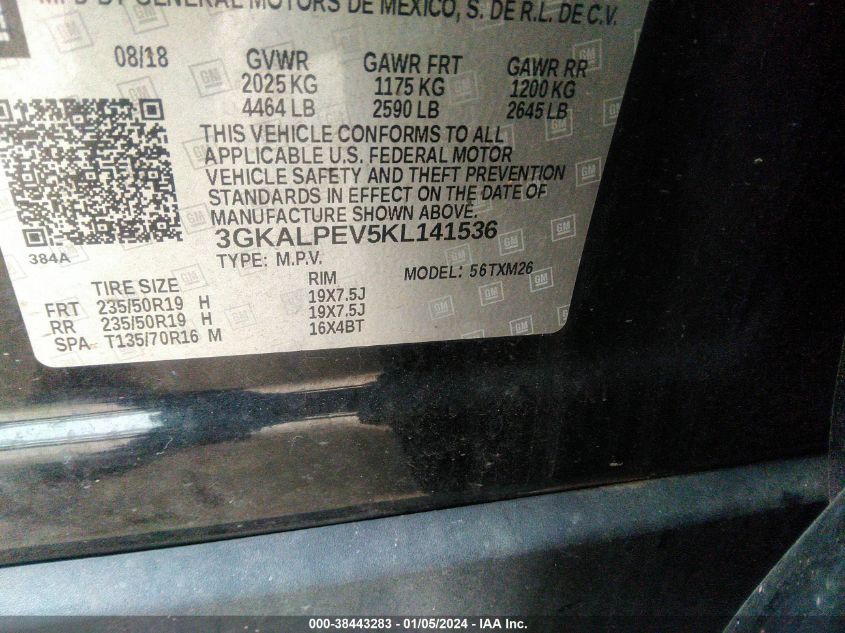 MFD BY GENERAL MOTORS DE MEXICO, S. DE R.L. DE C.V.
08/18 GVWR GAWR FRT GAWR RR
2025 KG 1175 KG 1200 KG
4464 LB 2590 LB 2645 LB
THIS VEHICLE CONFORMS TO ALL
APPLICABLE U.S. FEDERAL MOTOR
VEHICLE SAFETY AND THEFT PREVENTION
STANDARDS IN EFFECT ON THE DATE OF
MANUFACTURE SHOWN ABOVE.
3GKALPEV5KL141536
384A
TYPE: M.P.V. MODEL: 56TXM26
TIRE SIZE RIM
FRT 235/50R19 H 19X7.5J
RR 235/50R19 H 19X7.5J
SPA T135/70R16 M 16X4BT
000-38443283 - 01/05/2024 - IAA Inc.